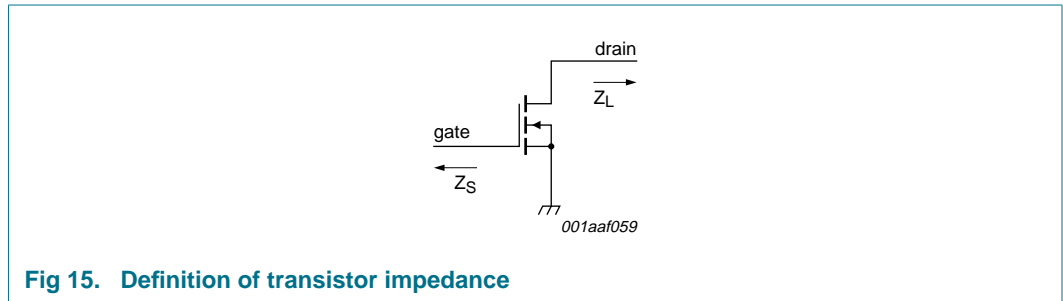 drain
Z_L
gate
Z_S
001aaf059
Fig 15. Definition of transistor impedance